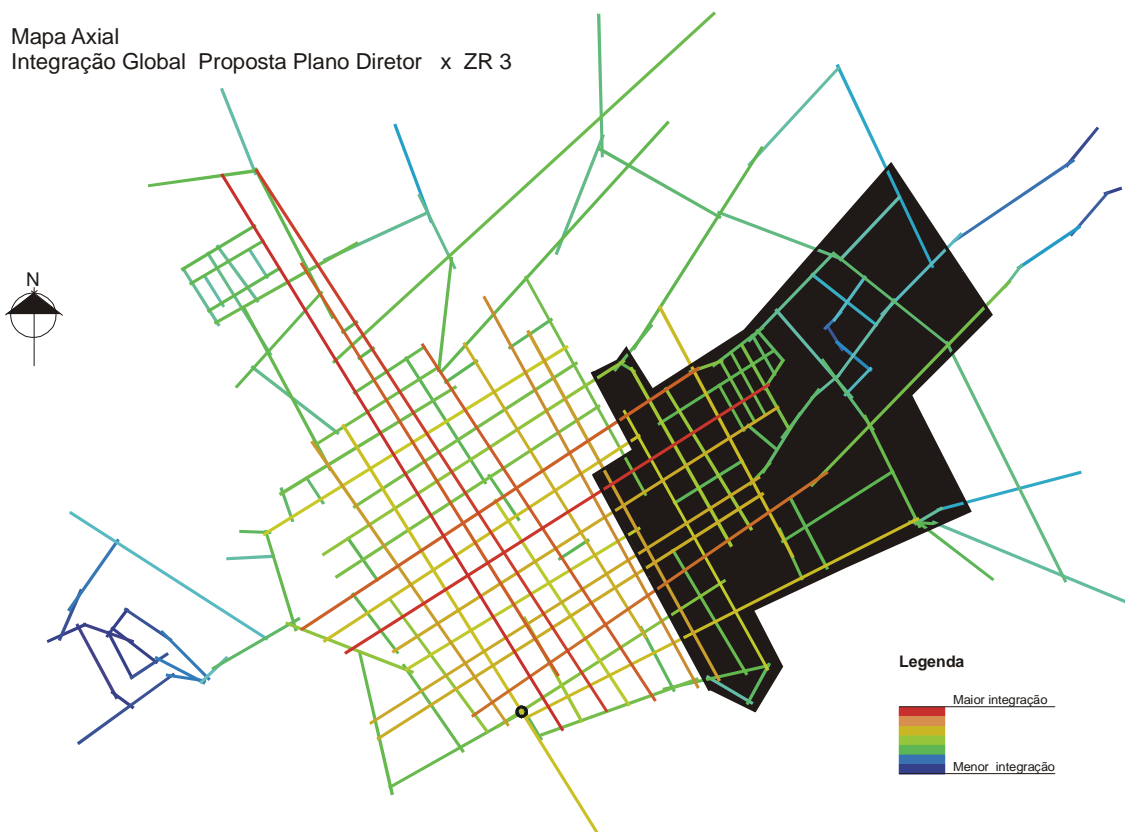 Mapa Axial
Integração Global Proposta Plano Diretor x ZR 3
N
Legenda
Maior integração
Menor integração